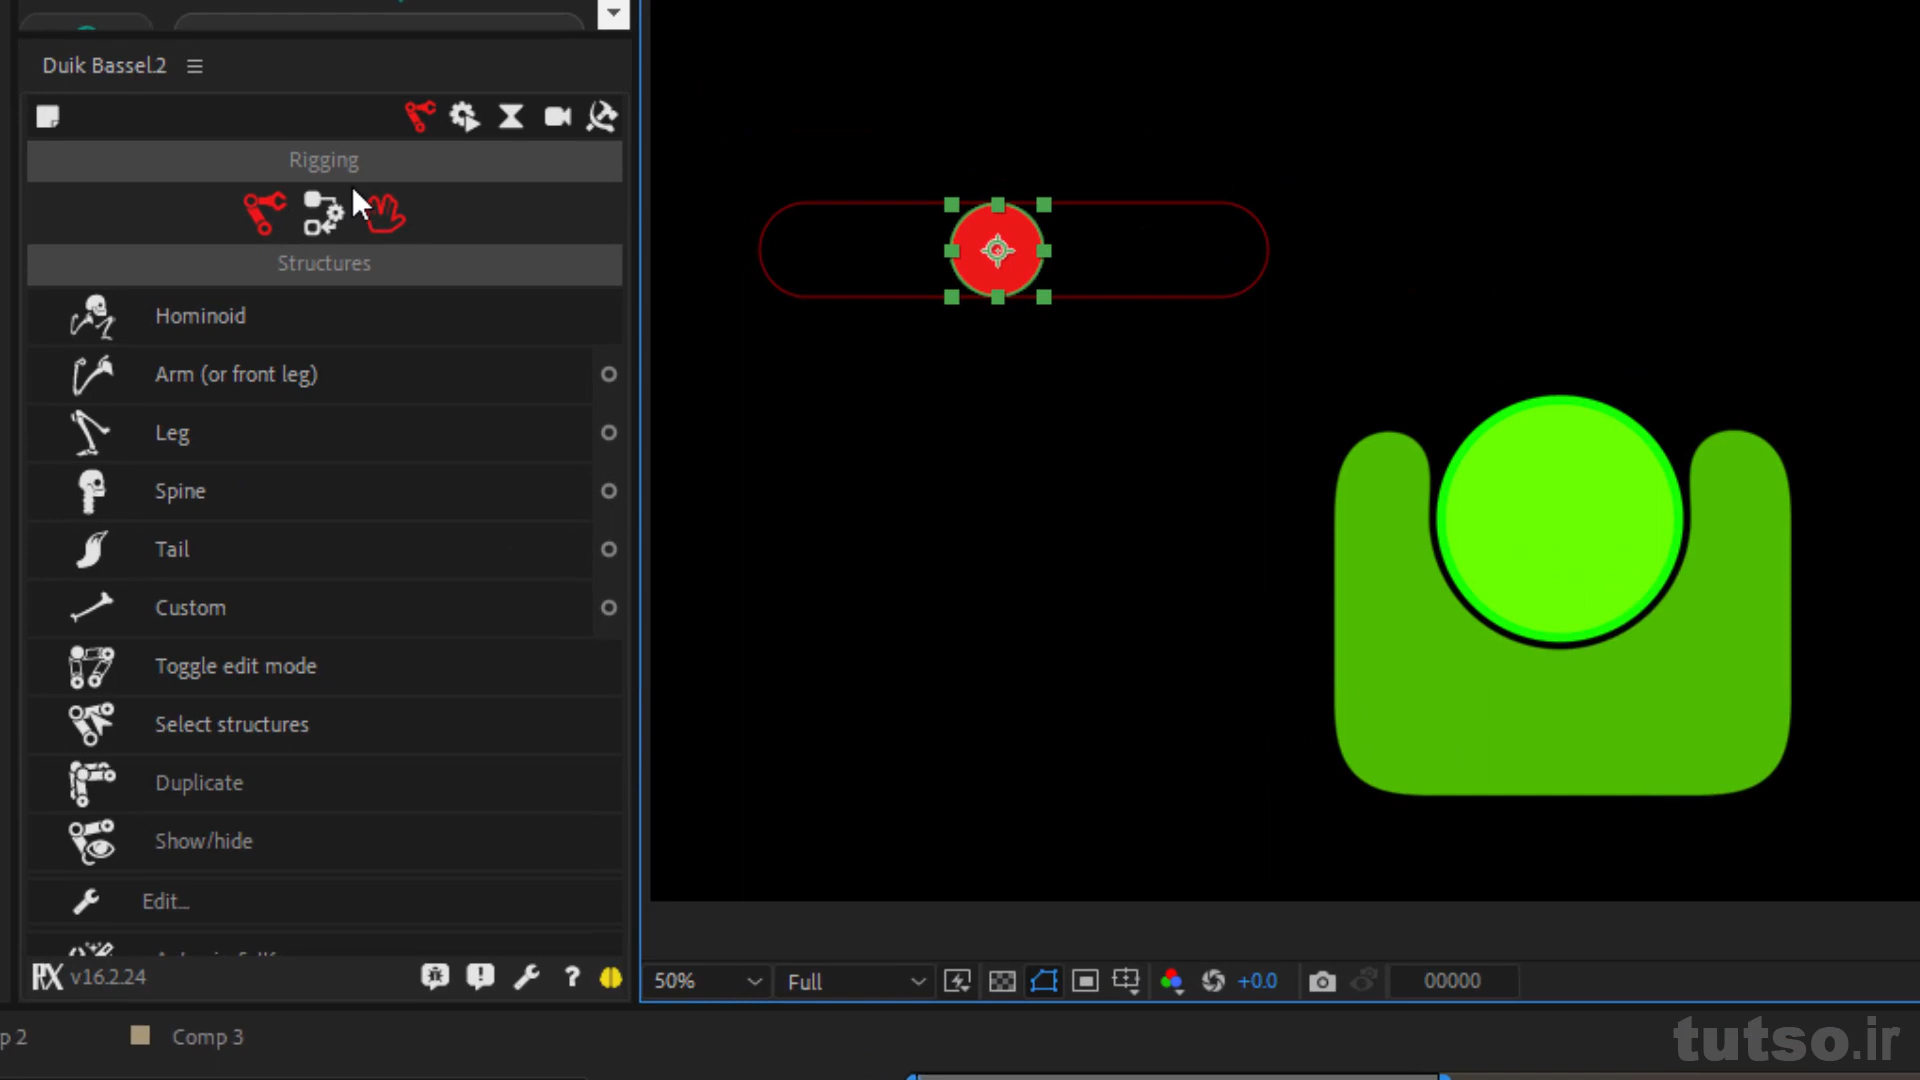 Duik Bassel.2
Rigging
Structures
Hominoid
Arm (or front leg)
Leg
Spine
Tail
Custom
Toggle edit mode
Select structures
Duplicate
Show/hide
Edit...
v16.2.24
50%
Full
+0.0
00000
p 2
Comp 3
tutso.ir